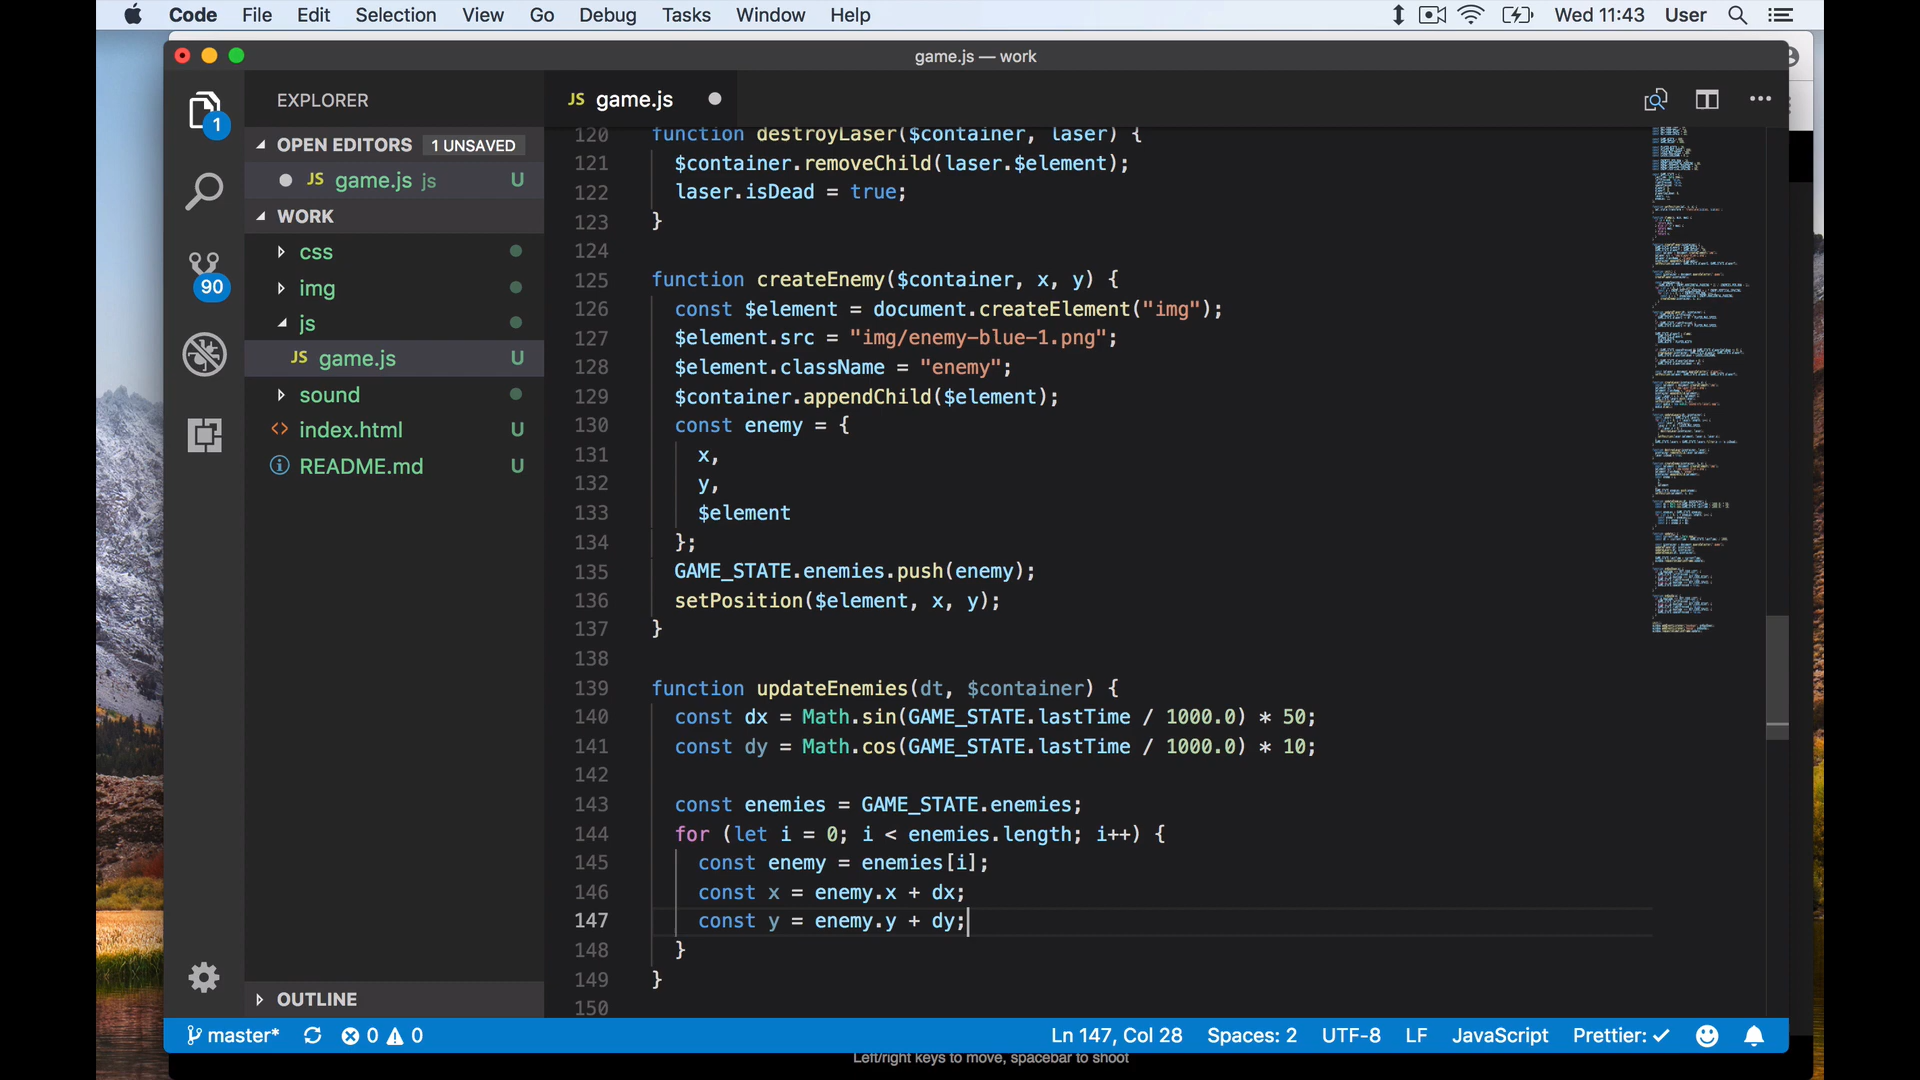 Code File Edit Selection View Go Debug Tasks Window Help Wed 11:43 User
game.js — work
EXPLORER
OPEN EDITORS 1 UNSAVED
JS game.js js U
WORK
css
img
js
JS game.js U
sound
<> index.html U
README.md U
OUTLINE
1
90
JS game.js
120 function destroyLaser($container, laser) {
121 $container.removeChild(laser.$element);
122 laser.isDead = true;
123 }
124
125 function createEnemy($container, x, y) {
126 const $element = document.createElement("img");
127 $element.src = "img/enemy-blue-1.png";
128 $element.className = "enemy";
129 $container.appendChild($element);
130 const enemy = {
131 x,
132 y,
133 $element
134 };
135 GAME_STATE.enemies.push(enemy);
136 setPosition($element, x, y);
137 }
138
139 function updateEnemies(dt, $container) {
140 const dx = Math.sin(GAME_STATE.lastTime / 1000.0) * 50;
141 const dy = Math.cos(GAME_STATE.lastTime / 1000.0) * 10;
142
143 const enemies = GAME_STATE.enemies;
144 for (let i = 0; i < enemies.length; i++) {
145 const enemy = enemies[i];
146 const x = enemy.x + dx;
147 const y = enemy.y + dy;
148 }
149 }
150
master* 0 0 Ln 147, Col 28 Spaces: 2 UTF-8 LF JavaScript Prettier: ✓
Left/right keys to move, spacebar to shoot